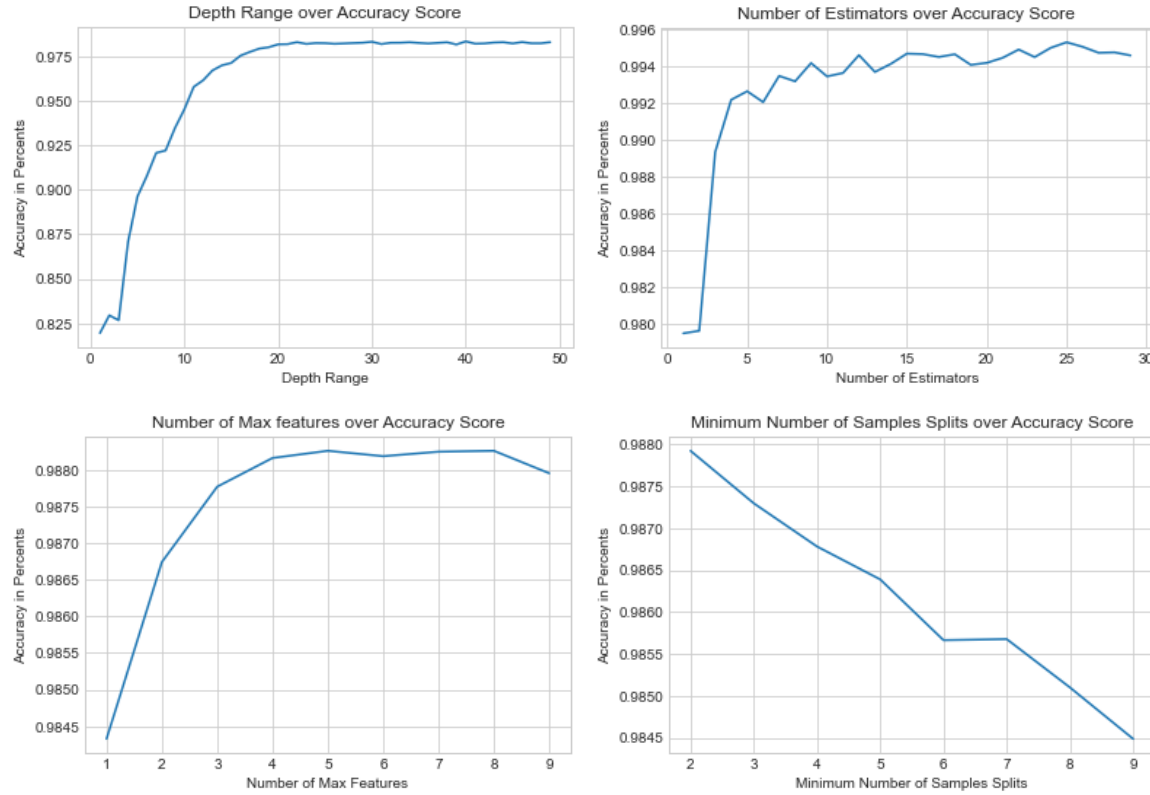 Depth Range over Accuracy Score
0.975
0.950
0.925
0.900
0.875
0.850
0.825
Accuracy in Percents
0 10 20 30 40 50
Depth Range
Number of Estimators over Accuracy Score
0.996
0.994
0.992
0.990
0.988
0.986
0.984
0.982
0.980
Accuracy in Percents
0 5 10 15 20 25 30
Number of Estimators
Number of Max features over Accuracy Score
0.9880
0.9875
0.9870
0.9865
0.9860
0.9855
0.9850
0.9845
Accuracy in Percents
1 2 3 4 5 6 7 8 9
Number of Max Features
Minimum Number of Samples Splits over Accuracy Score
0.9880
0.9875
0.9870
0.9865
0.9860
0.9855
0.9850
0.9845
Accuracy in Percents
2 3 4 5 6 7 8 9
Minimum Number of Samples Splits